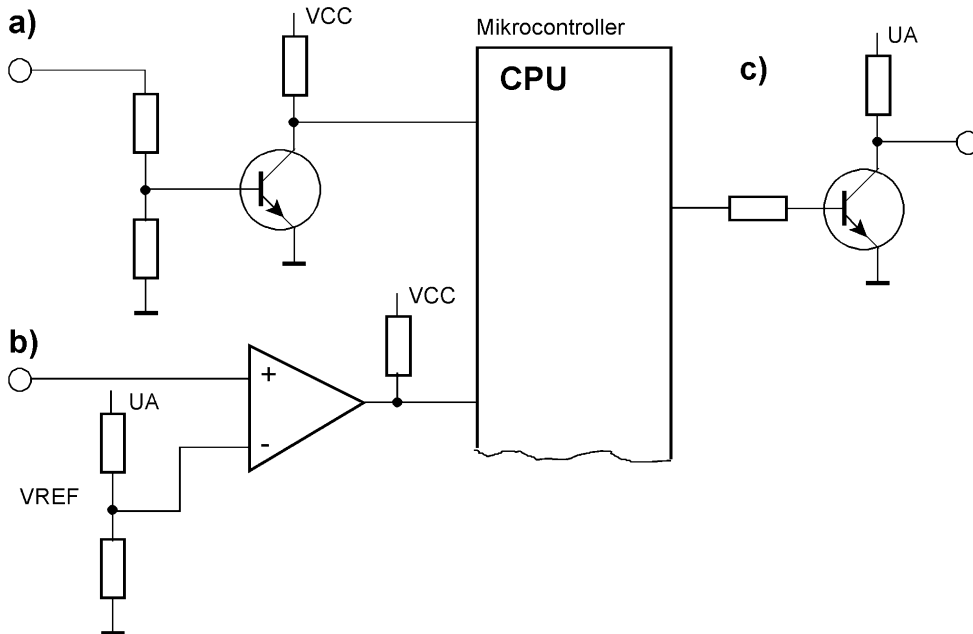 a)
VCC
Mikrocontroller
CPU
c)
UA
VCC
b)
+
-
UA
VREF